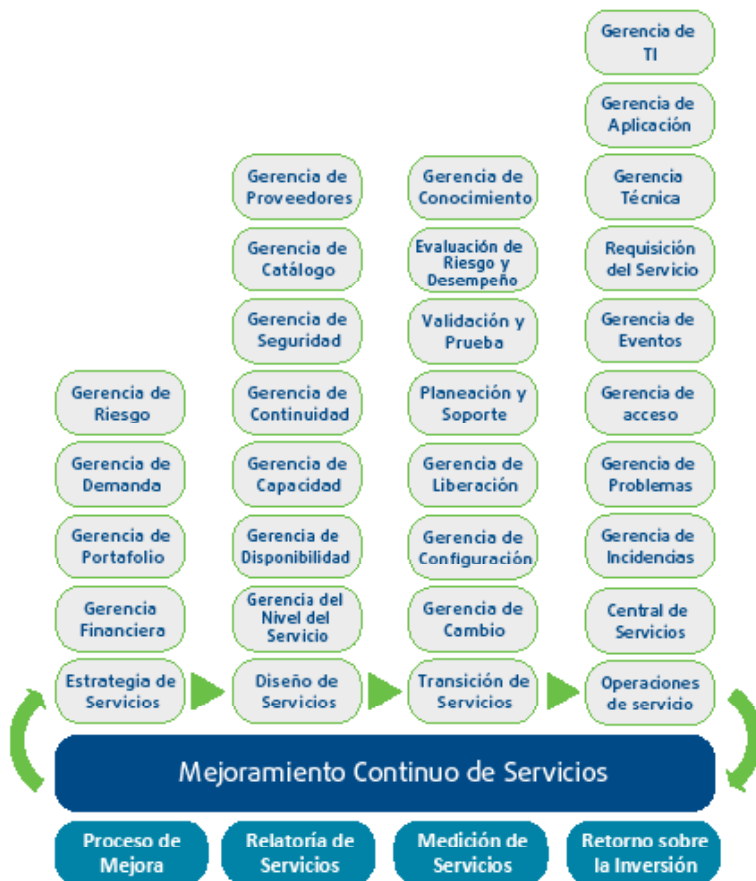 Gerencia de
TI
Gerencia de
Aplicación
Gerencia de
Proveedores
Gerencia de
Conocimiento
Gerencia
Técnica
Gerencia de
Catálogo
Evaluación de
Riesgo y
Desempeño
Requisición
del Servicio
Gerencia de
Seguridad
Validación y
Prueba
Gerencia de
Eventos
Gerencia de
Riesgo
Gerencia de
Continuidad
Planeación y
Soporte
Gerencia de
acceso
Gerencia de
Demanda
Gerencia de
Capacidad
Gerencia de
Liberación
Gerencia de
Problemas
Gerencia de
Portafolio
Gerencia de
Disponibilidad
Gerencia de
Configuración
Gerencia de
Incidencias
Gerencia
Financiera
Gerencia del
Nivel del
Servicio
Gerencia de
Cambio
Central de
Servicios
Estrategia de
Servicios
Diseño de
Servicios
Transición de
Servicios
Operaciones
de servicio
Mejoramiento Continuo de Servicios
Proceso de
Mejora
Relatoría de
Servicios
Medición de
Servicios
Retorno sobre
la Inversión